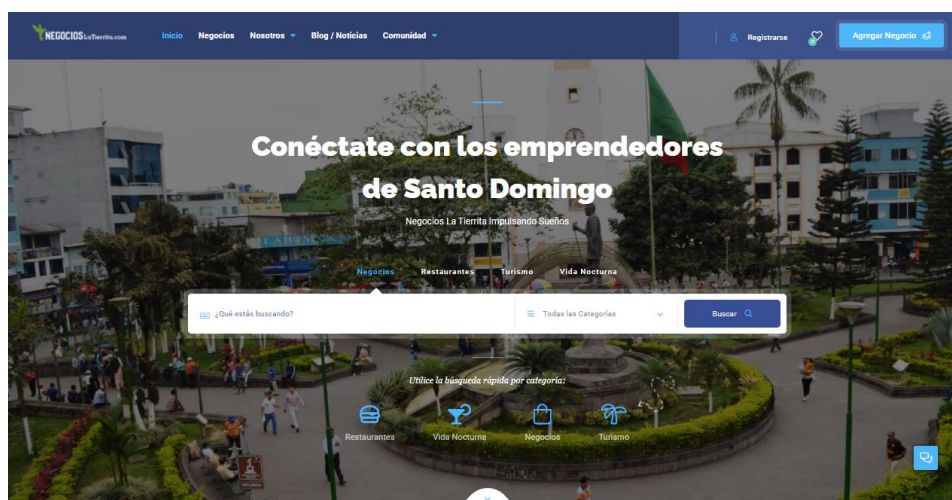 NEGOCIOS LaTierrita.com
Inicio Negocios Nosotros Blog / Noticias Comunidad
Registrarse
Agregar Negocio
Conéctate con los emprendedores
de Santo Domingo
Negocios La Tierrita Impulsando Sueños
Negocios Restaurantes Turismo Vida Nocturna
¿Qué estás buscando?
Todas las Categorías
Buscar
Utilice la búsqueda rápida por categoría:
Restaurantes Vida Nocturna Negocios Turismo